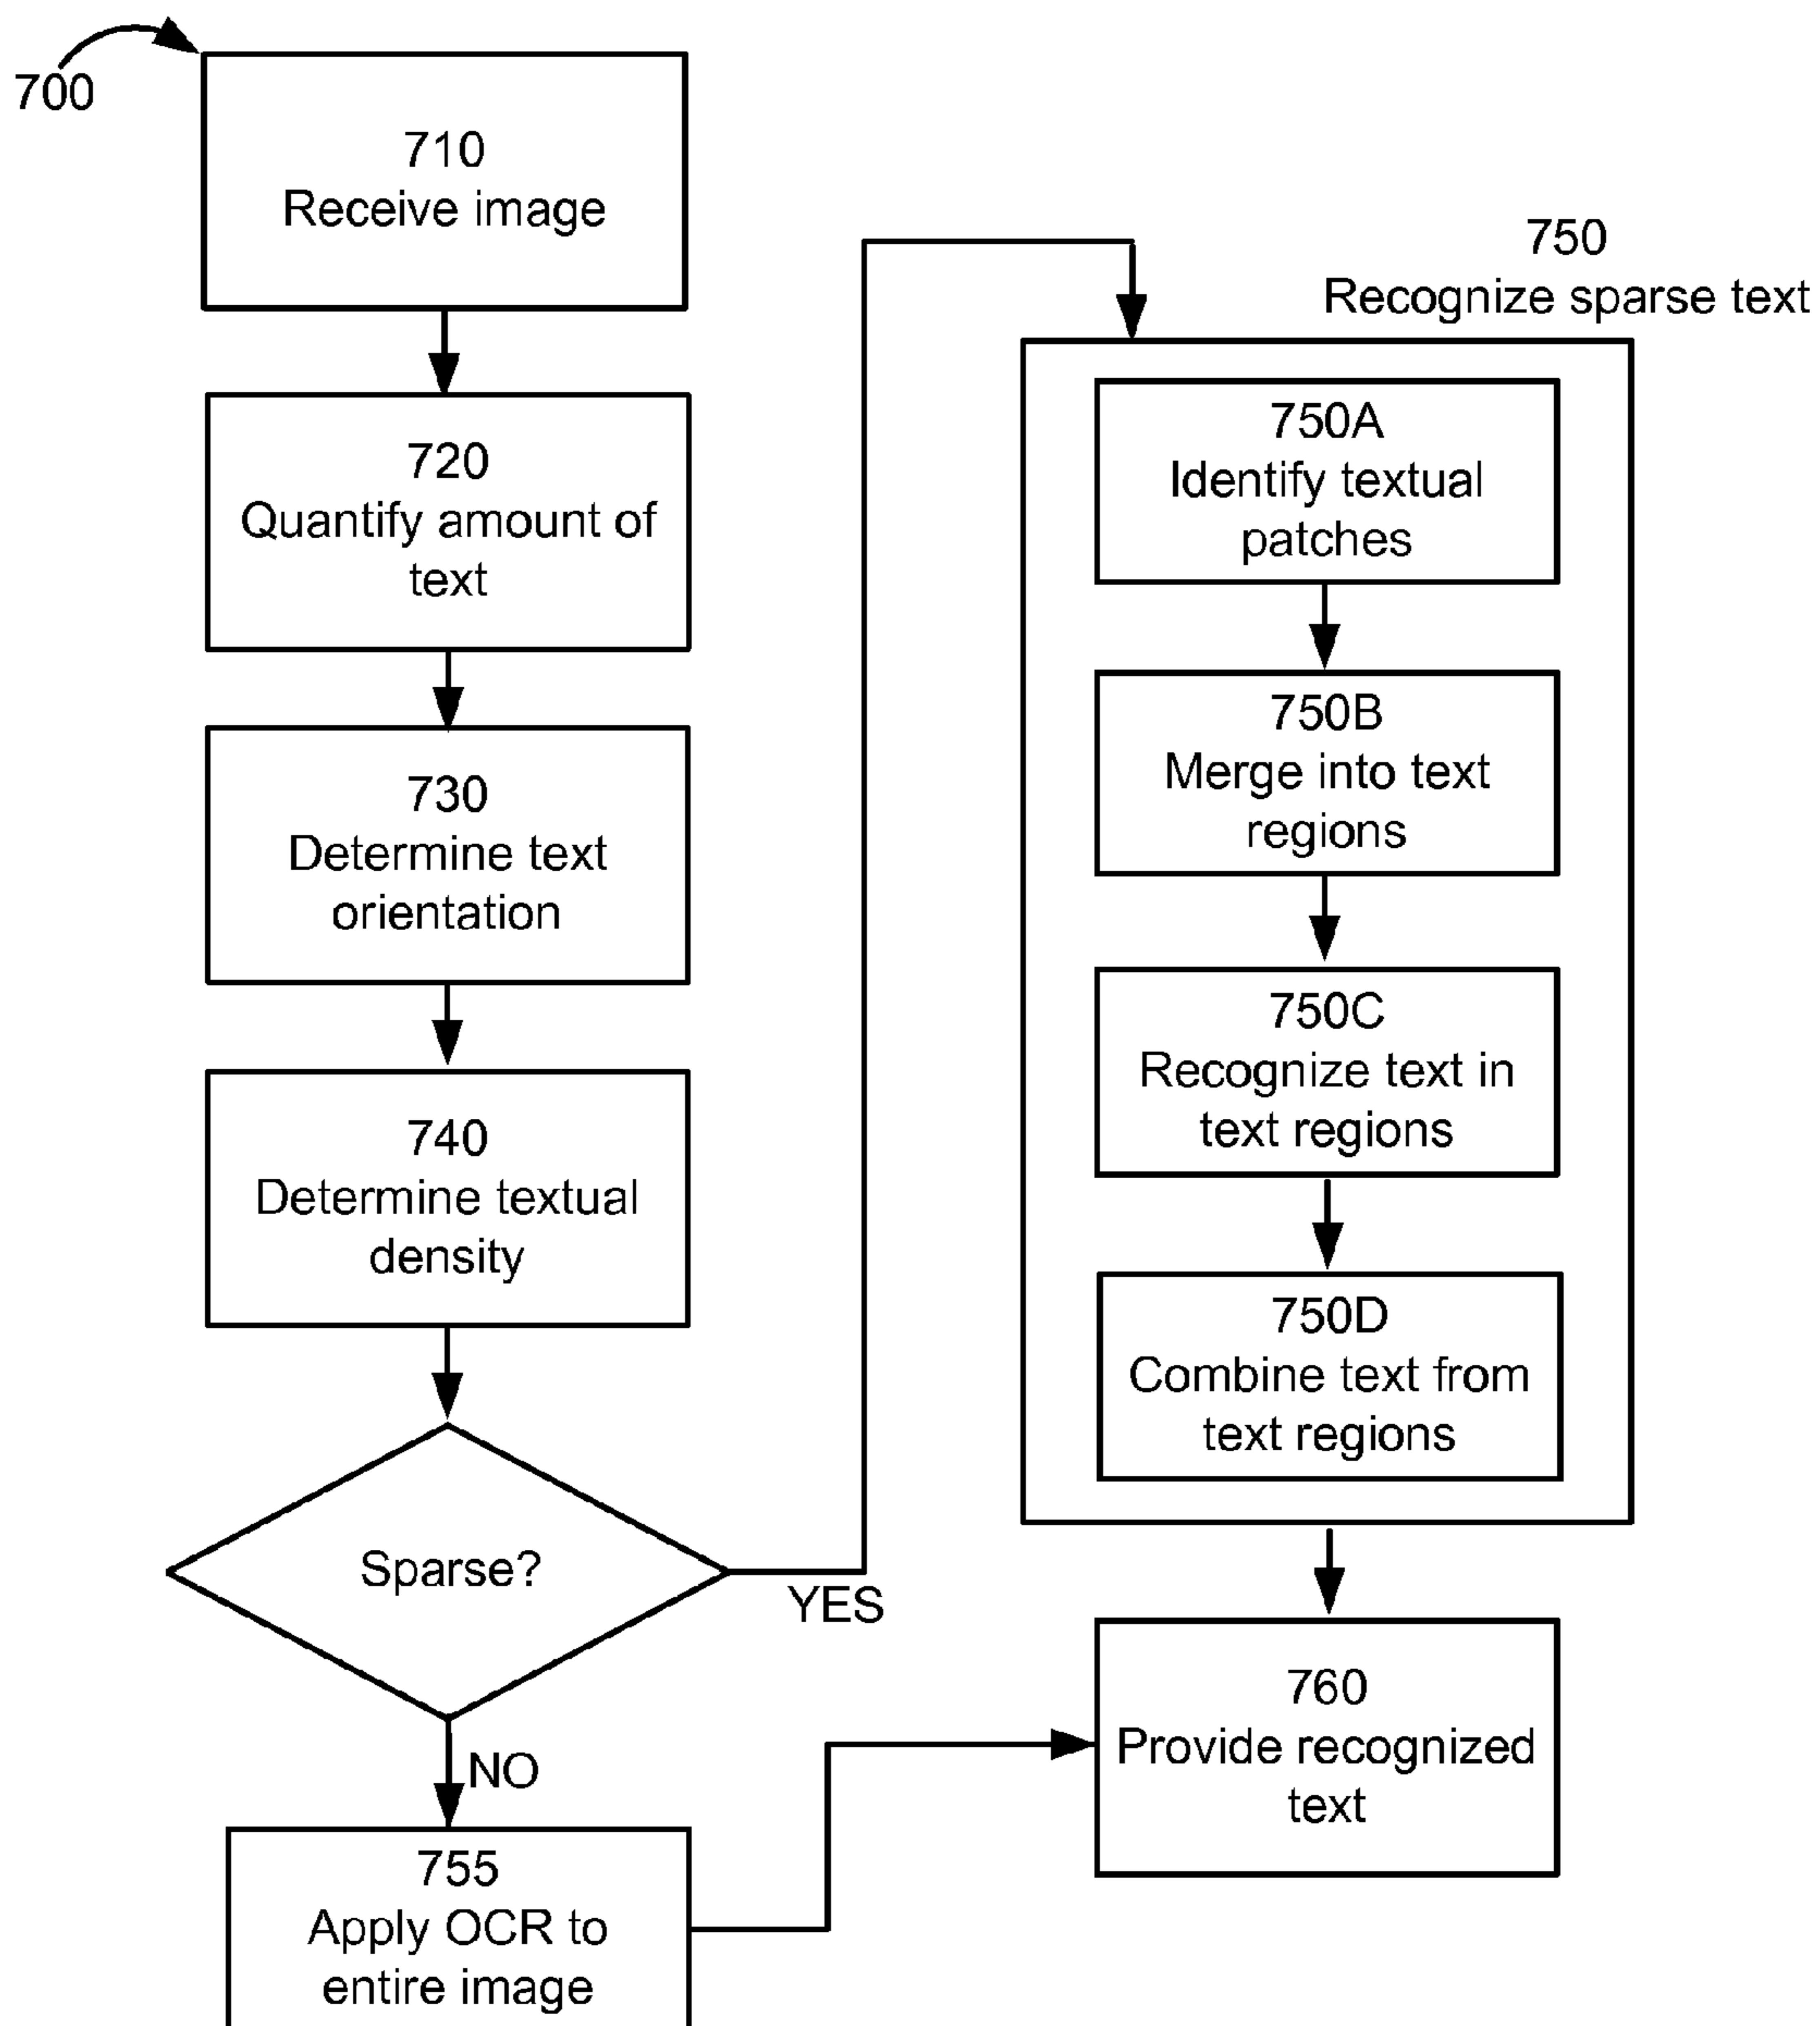 700
710
Receive image
720
Quantify amount of
text
730
Determine text
orientation
740
Determine textual
density
Sparse?
YES
NO
755
Apply OCR to
entire image
750
Recognize sparse text
750A
Identify textual
patches
750B
Merge into text
regions
750C
Recognize text in
text regions
750D
Combine text from
text regions
760
Provide recognized
text